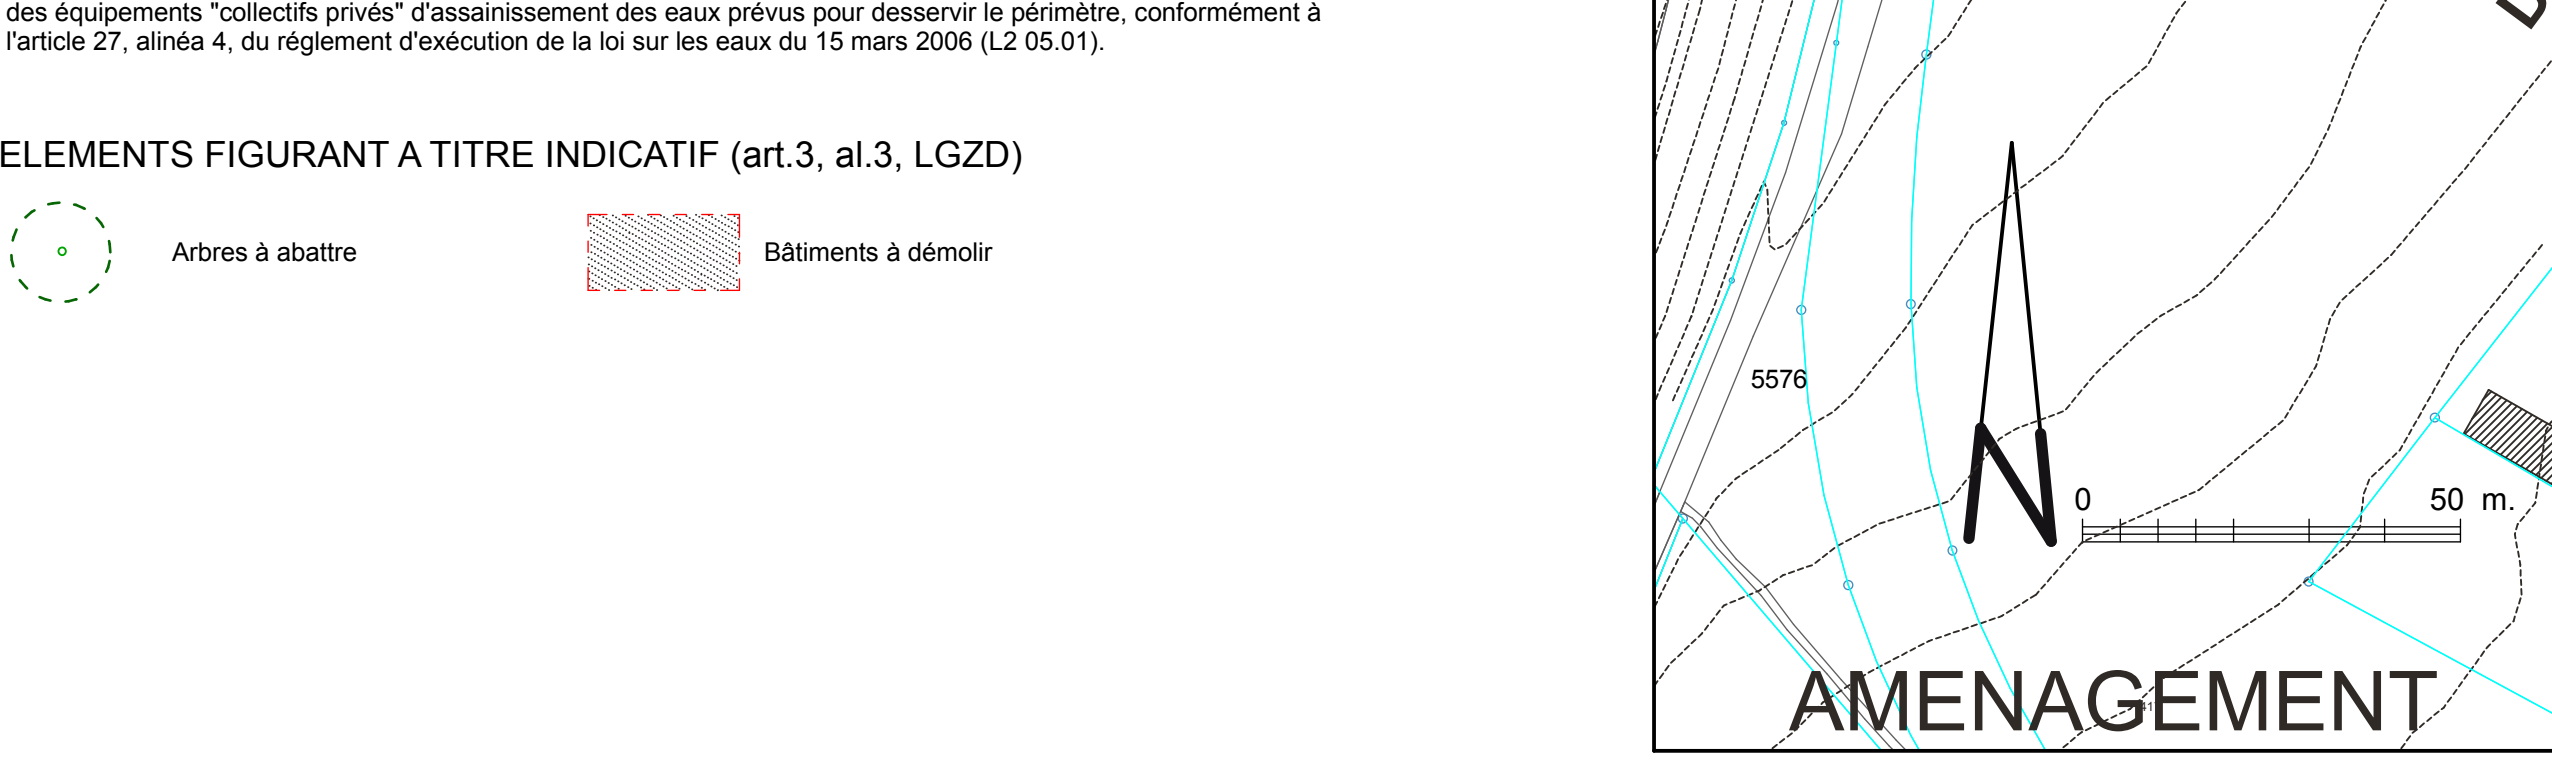 des équipements "collectifs privés" d'assainissement des eaux prévus pour desservir le périmètre, conformément à
l'article 27, alinéa 4, du réglement d'exécution de la loi sur les eaux du 15 mars 2006 (L2 05.01).
ELEMENTS FIGURANT A TITRE INDICATIF (art.3, al.3, LGZD)
Arbres à abattre
Bâtiments à démolir
5576
N
0 50 m.
AMENAGEMENT